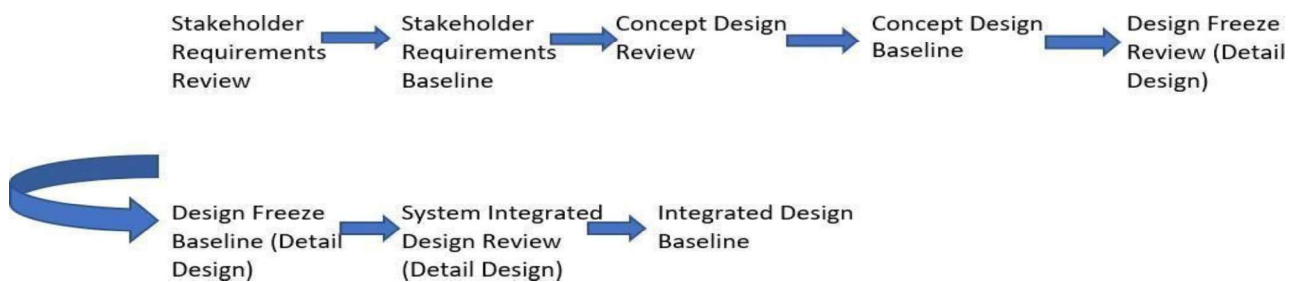 Stakeholder
Requirements
Review
Stakeholder
Requirements
Baseline
Concept Design
Review
Concept Design
Baseline
Design Freeze
Review (Detail
Design)
Design Freeze
Baseline (Detail
Design)
System Integrated
Design Review
(Detail Design)
Integrated Design
Baseline